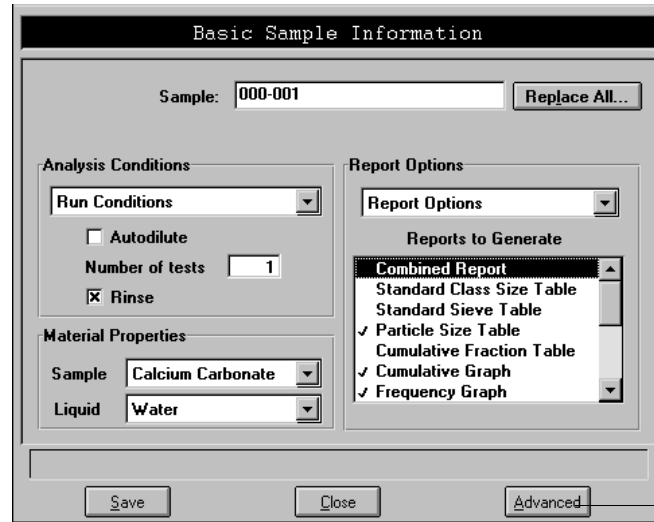 Basic Sample Information
Sample: 000-001 Replace All...
Analysis Conditions
Run Conditions
Autodilute
Number of tests 1
Rinse
Material Properties
Sample Calcium Carbonate
Liquid Water
Report Options
Report Options
Reports to Generate
Combined Report
Standard Class Size Table
Standard Sieve Table
Particle Size Table
Cumulative Fraction Table
Cumulative Graph
Frequency Graph
Save Close Advanced